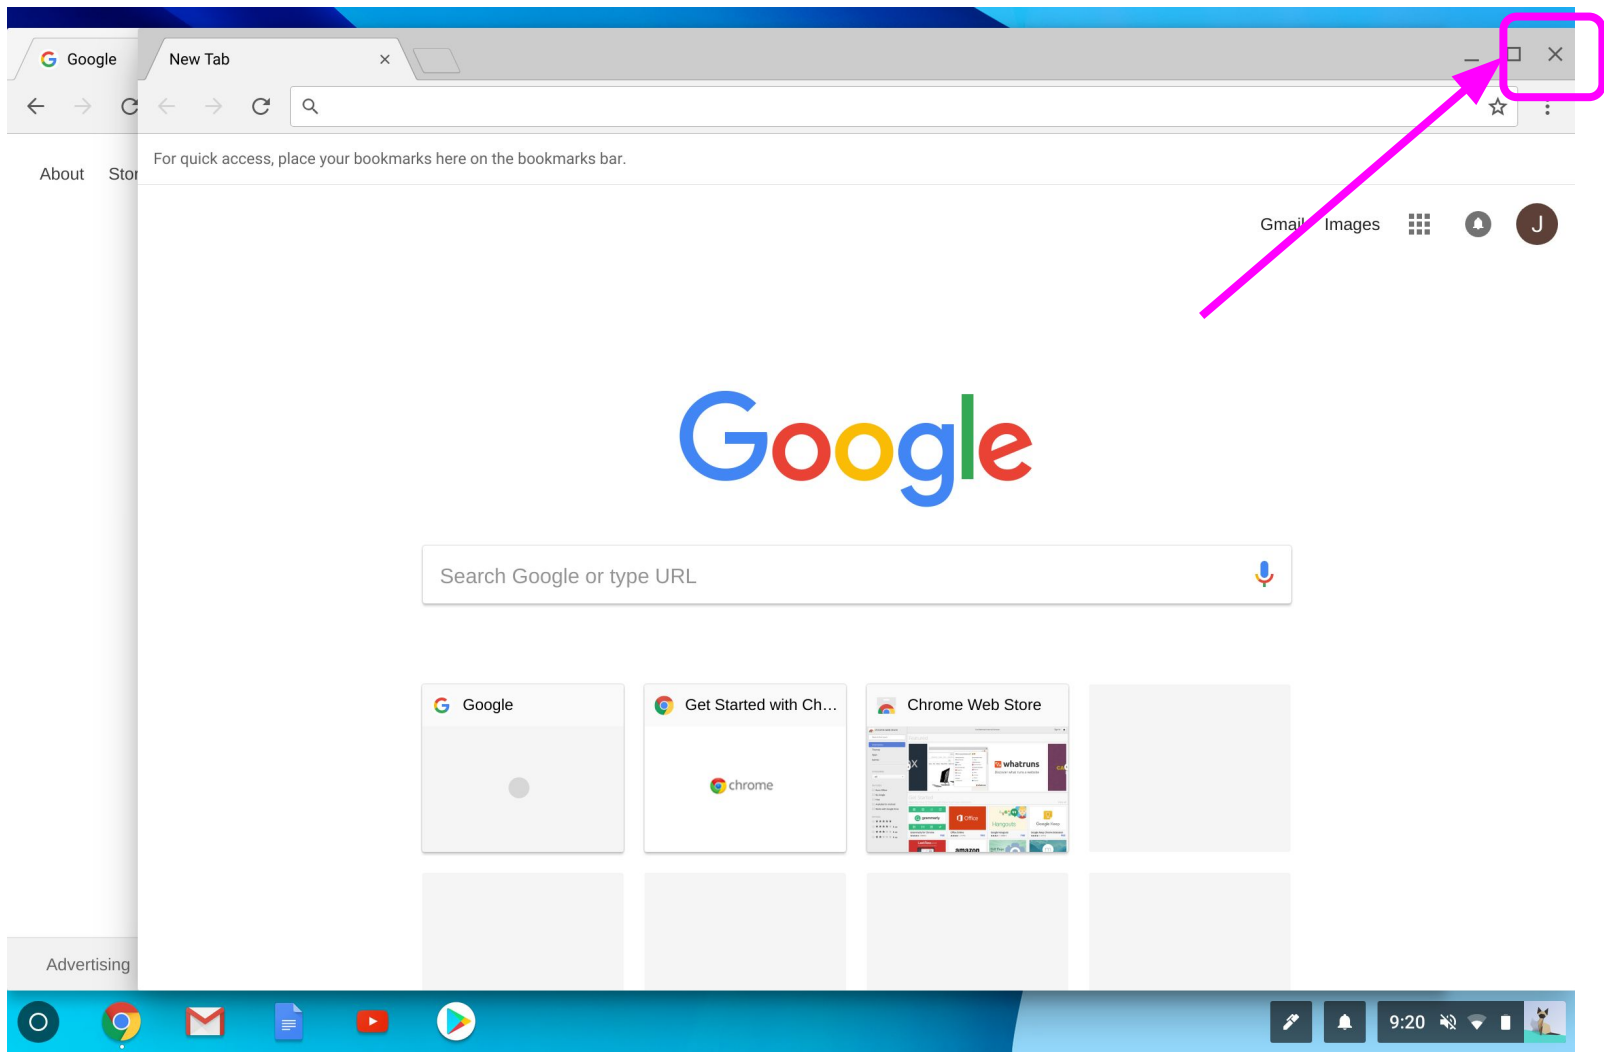 Google
New Tab
For quick access, place your bookmarks here on the bookmarks bar.
About
Stor
Gmail
Images
J
Google
Search Google or type URL
Google
Get Started with Ch...
Chrome Web Store
chrome
whatruns
Office
Hangouts
amazon
Advertising
9:20